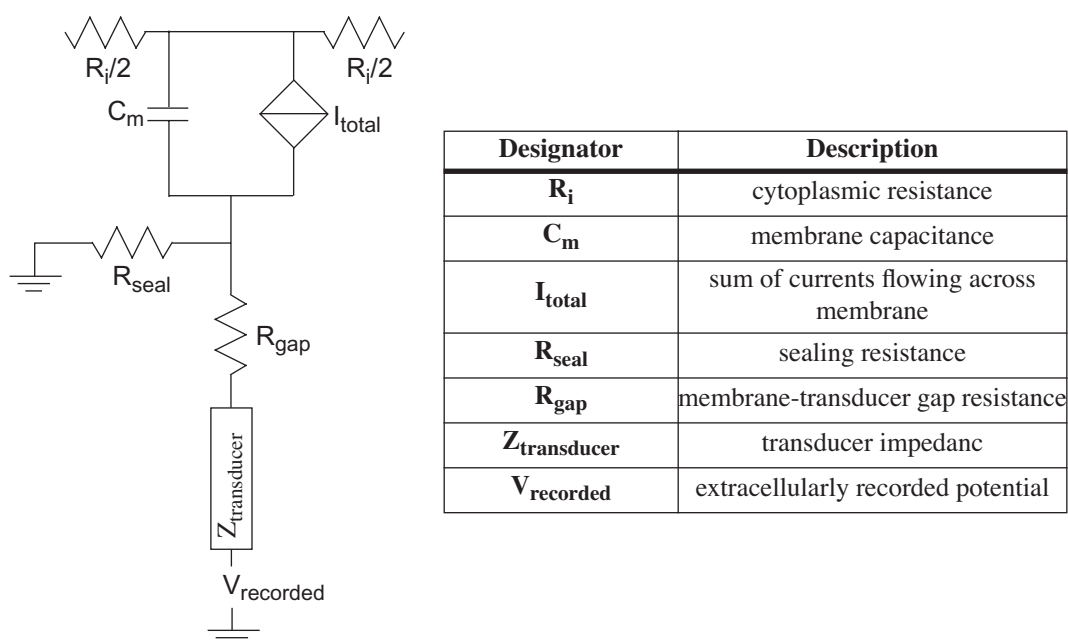 R_i/2
R_i/2
C_m
I_total
R_seal
R_gap
Z_transducer
V_recorded
Designator Description
R_i cytoplasmic resistance
C_m membrane capacitance
I_total sum of currents flowing across
membrane
R_seal sealing resistance
R_gap membrane-transducer gap resistance
Z_transducer transducer impedanc
V_recorded extracellularly recorded potential